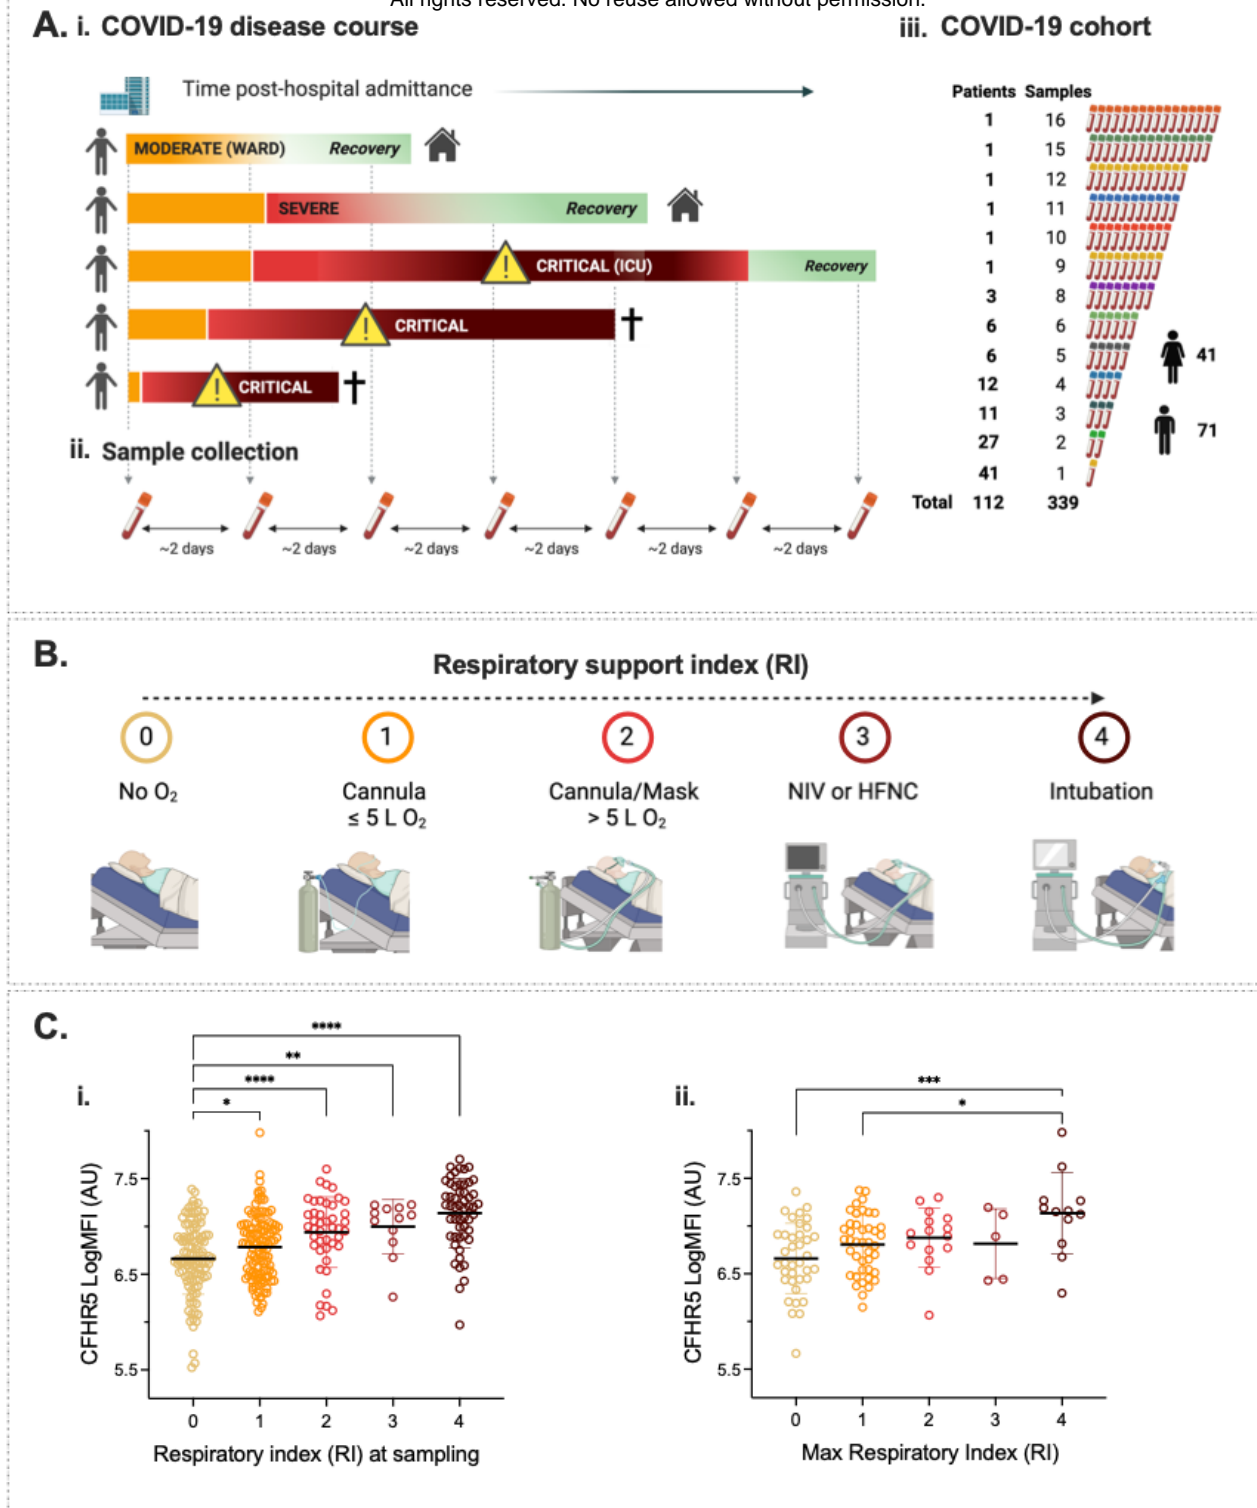 All rights reserved. No reuse allowed without permission.
A. i. COVID-19 disease course
iii. COVID-19 cohort
Time post-hospital admittance
MODERATE (WARD) Recovery
SEVERE Recovery
CRITICAL (ICU) Recovery
CRITICAL
CRITICAL
ii. Sample collection
~2 days ~2 days ~2 days ~2 days ~2 days ~2 days
Patients Samples
1 16
1 15
1 12
1 11
1 10
1 9
3 8
6 6
6 5
12 4
11 3
27 2
41 1
Total 112 339
41
71
B.
Respiratory support index (RI)
0 1 2 3 4
No O₂ Cannula Cannula/Mask NIV or HFNC Intubation
≤ 5 L O₂ > 5 L O₂
C.
i.
****
**
****
*
CFHR5 LogMFI (AU)
7.5
6.5
5.5
0 1 2 3 4
Respiratory index (RI) at sampling
ii.
***
*
CFHR5 LogMFI (AU)
7.5
6.5
5.5
0 1 2 3 4
Max Respiratory Index (RI)